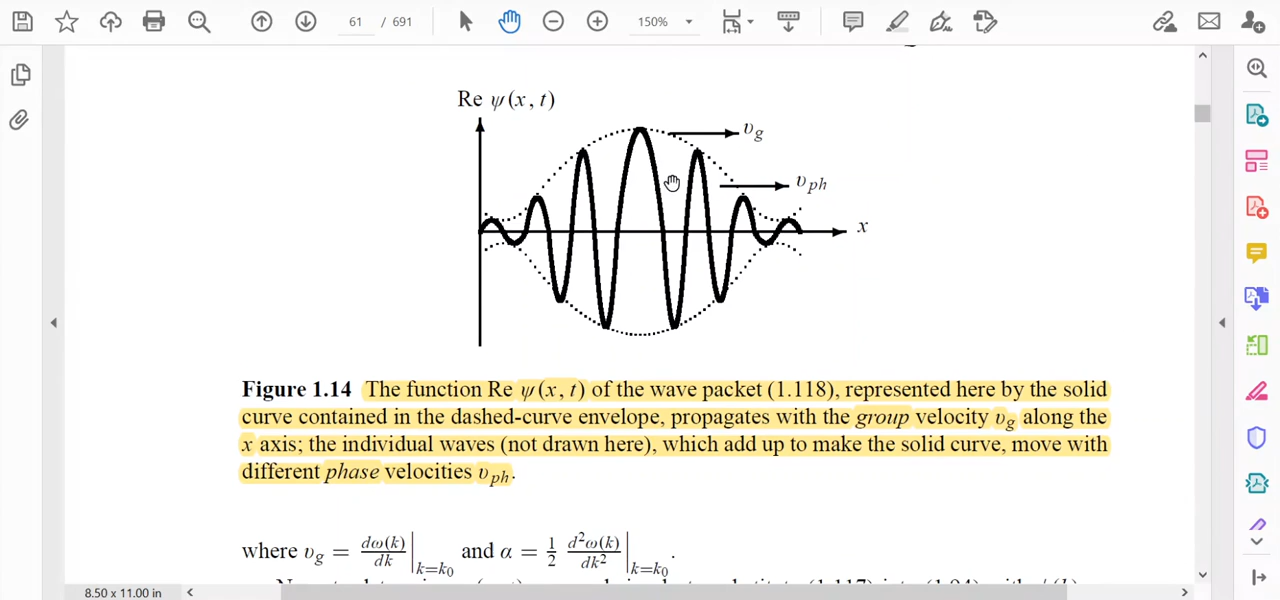 61 / 691
150%
Re ψ(x, t)
υg
υph
x
Figure 1.14 The function Re ψ(x, t) of the wave packet (1.118), represented here by the solid
curve contained in the dashed-curve envelope, propagates with the group velocity υg along the
x axis; the individual waves (not drawn here), which add up to make the solid curve, move with
different phase velocities υph.
where υg = dω(k)/dk |k=k0 and α = 1/2 d²ω(k)/dk² |k=k0 .
8.50 x 11.00 in